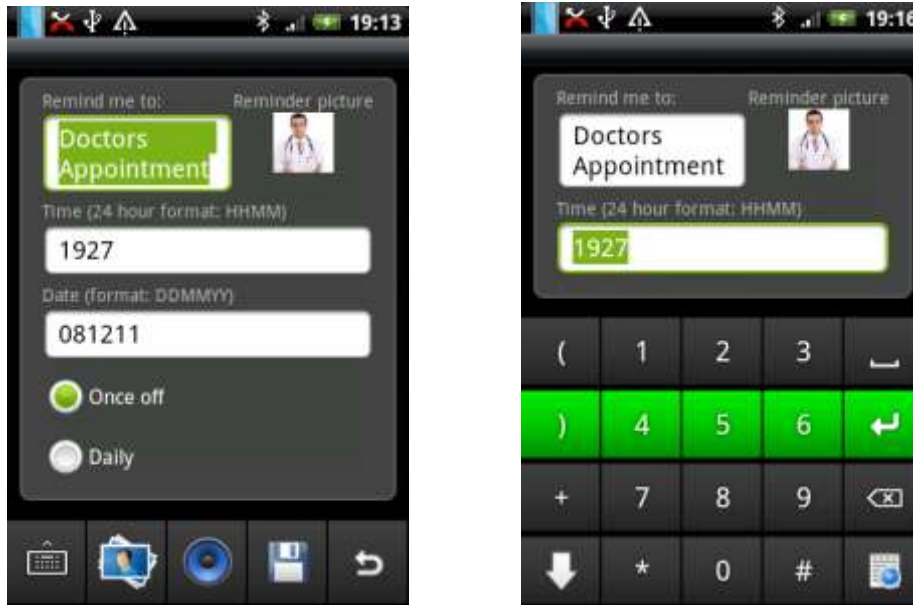 19:13
Remind me to:
Reminder picture
Doctors
Appointment
Time (24 hour format: HHMM)
1927
Date (format: DDMMYY)
081211
Once off
Daily
19:16
Remind me to:
Reminder picture
Doctors
Appointment
Time (24 hour format: HHMM)
1927
( 1 2 3
) 4 5 6
+ 7 8 9
* 0 #